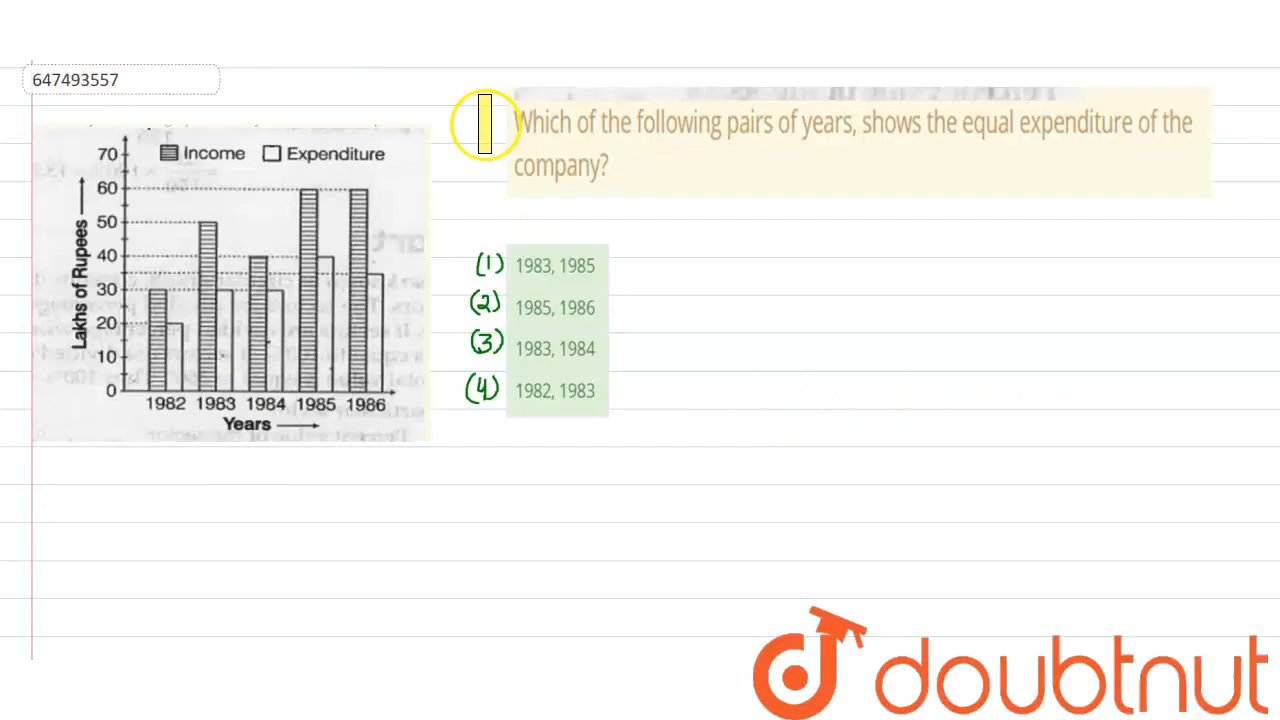 647493557
Which of the following pairs of years, shows the equal expenditure of the
company?
70
Income
Expenditure
60
50
40
30
20
10
0
Lakhs of Rupees
1982 1983 1984 1985 1986
Years
(1) 1983, 1985
(2) 1985, 1986
(3) 1983, 1984
(4) 1982, 1983
doubtnut